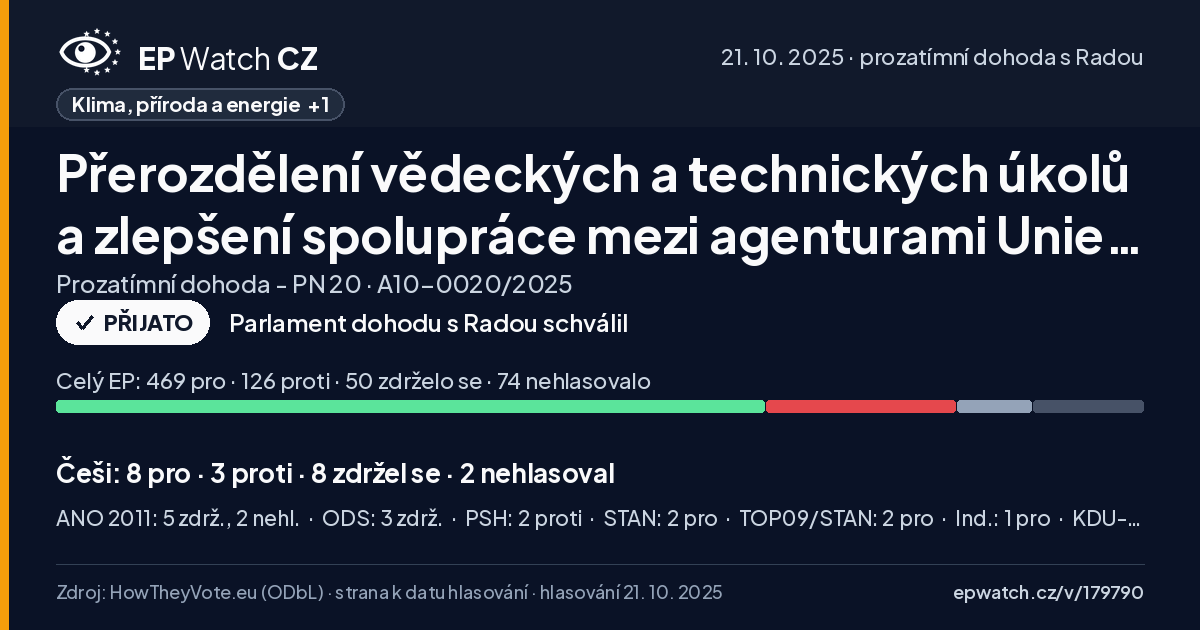 EP Watch CZ
21. 10. 2025 · prozatímní dohoda s Radou
Klima, příroda a energie +1
Přerozdělení vědeckých a technických úkolů
a zlepšení spolupráce mezi agenturami Unie …
Prozatímní dohoda – PN 20 · A10–0020/2025
✓ PŘIJATO
Parlament dohodu s Radou schválil
Celý EP: 469 pro · 126 proti · 50 zdrželo se · 74 nehlasovalo
Češi: 8 pro · 3 proti · 8 zdržel se · 2 nehlasoval
ANO 2011: 5 zdrž., 2 nehl. · ODS: 3 zdrž. · PSH: 2 proti · STAN: 2 pro · TOP09/STAN: 2 pro · Ind.: 1 pro · KDU-…
Zdroj: HowTheyVote.eu (ODbL) · strana k datu hlasování · hlasování 21. 10. 2025
epwatch.cz/v/179790